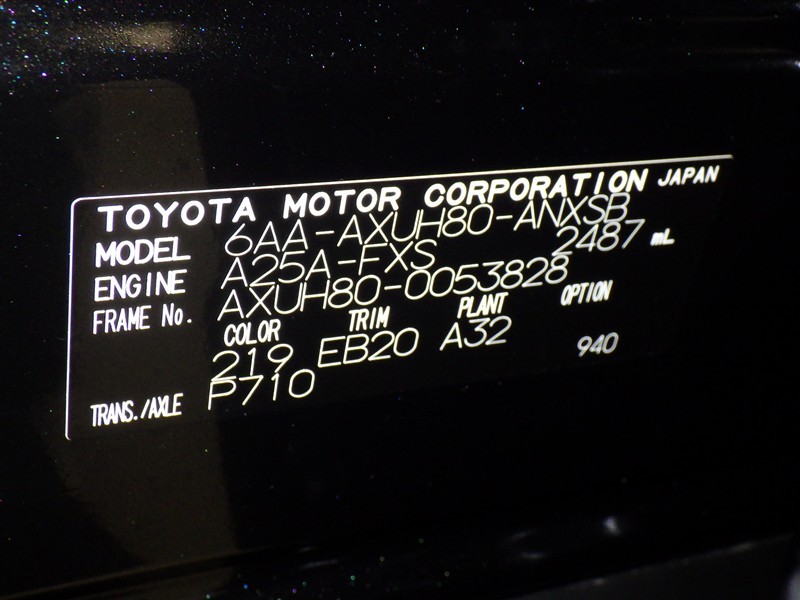 TOYOTA MOTOR CORPORATION JAPAN
MODEL 6AA-AXUH80-ANXSB
ENGINE A25A-FXS 2487 mL
FRAME No. AXUH80-0053828
COLOR TRIM PLANT OPTION
219 EB20 A32 940
TRANS./AXLE P710